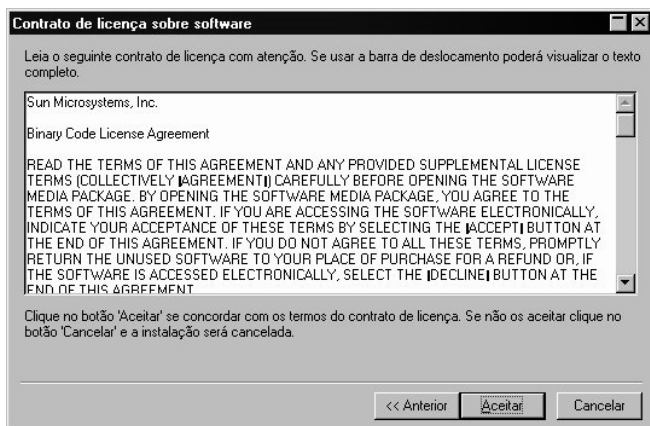 Contrato de licença sobre software
Leia o seguinte contrato de licença com atenção. Se usar a barra de deslocamento poderá visualizar o texto
completo.
Sun Microsystems, Inc.
Binary Code License Agreement
READ THE TERMS OF THIS AGREEMENT AND ANY PROVIDED SUPPLEMENTAL LICENSE
TERMS (COLLECTIVELY ▌AGREEMENT▌) CAREFULLY BEFORE OPENING THE SOFTWARE
MEDIA PACKAGE. BY OPENING THE SOFTWARE MEDIA PACKAGE, YOU AGREE TO THE
TERMS OF THIS AGREEMENT. IF YOU ARE ACCESSING THE SOFTWARE ELECTRONICALLY,
INDICATE YOUR ACCEPTANCE OF THESE TERMS BY SELECTING THE ▌ACCEPT▌ BUTTON AT
THE END OF THIS AGREEMENT. IF YOU DO NOT AGREE TO ALL THESE TERMS, PROMPTLY
RETURN THE UNUSED SOFTWARE TO YOUR PLACE OF PURCHASE FOR A REFUND OR, IF
THE SOFTWARE IS ACCESSED ELECTRONICALLY, SELECT THE ▌DECLINE▌ BUTTON AT THE
END OF THIS AGREEMENT
Clique no botão 'Aceitar' se concordar com os termos do contrato de licença. Se não os aceitar clique no
botão 'Cancelar' e a instalação será cancelada.
<< Anterior Aceitar Cancelar